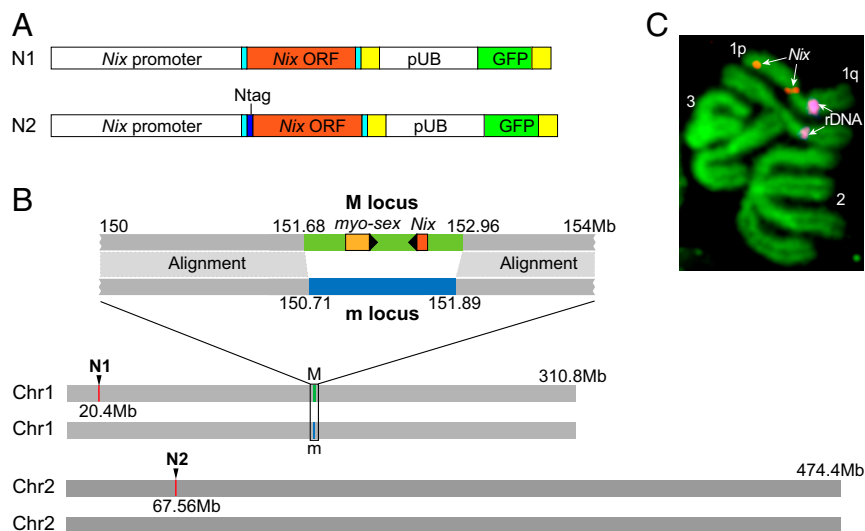 A
N1
Nix promoter
Nix ORF
pUB
GFP
Ntag
N2
Nix promoter
Nix ORF
pUB
GFP
B
M locus
150
151.68
myo-sex
Nix
152.96
154Mb
Alignment
Alignment
150.71
151.89
m locus
N1
M
310.8Mb
Chr1
20.4Mb
Chr1
m
N2
474.4Mb
Chr2
67.56Mb
Chr2
C
1p
Nix
1q
3
rDNA
2